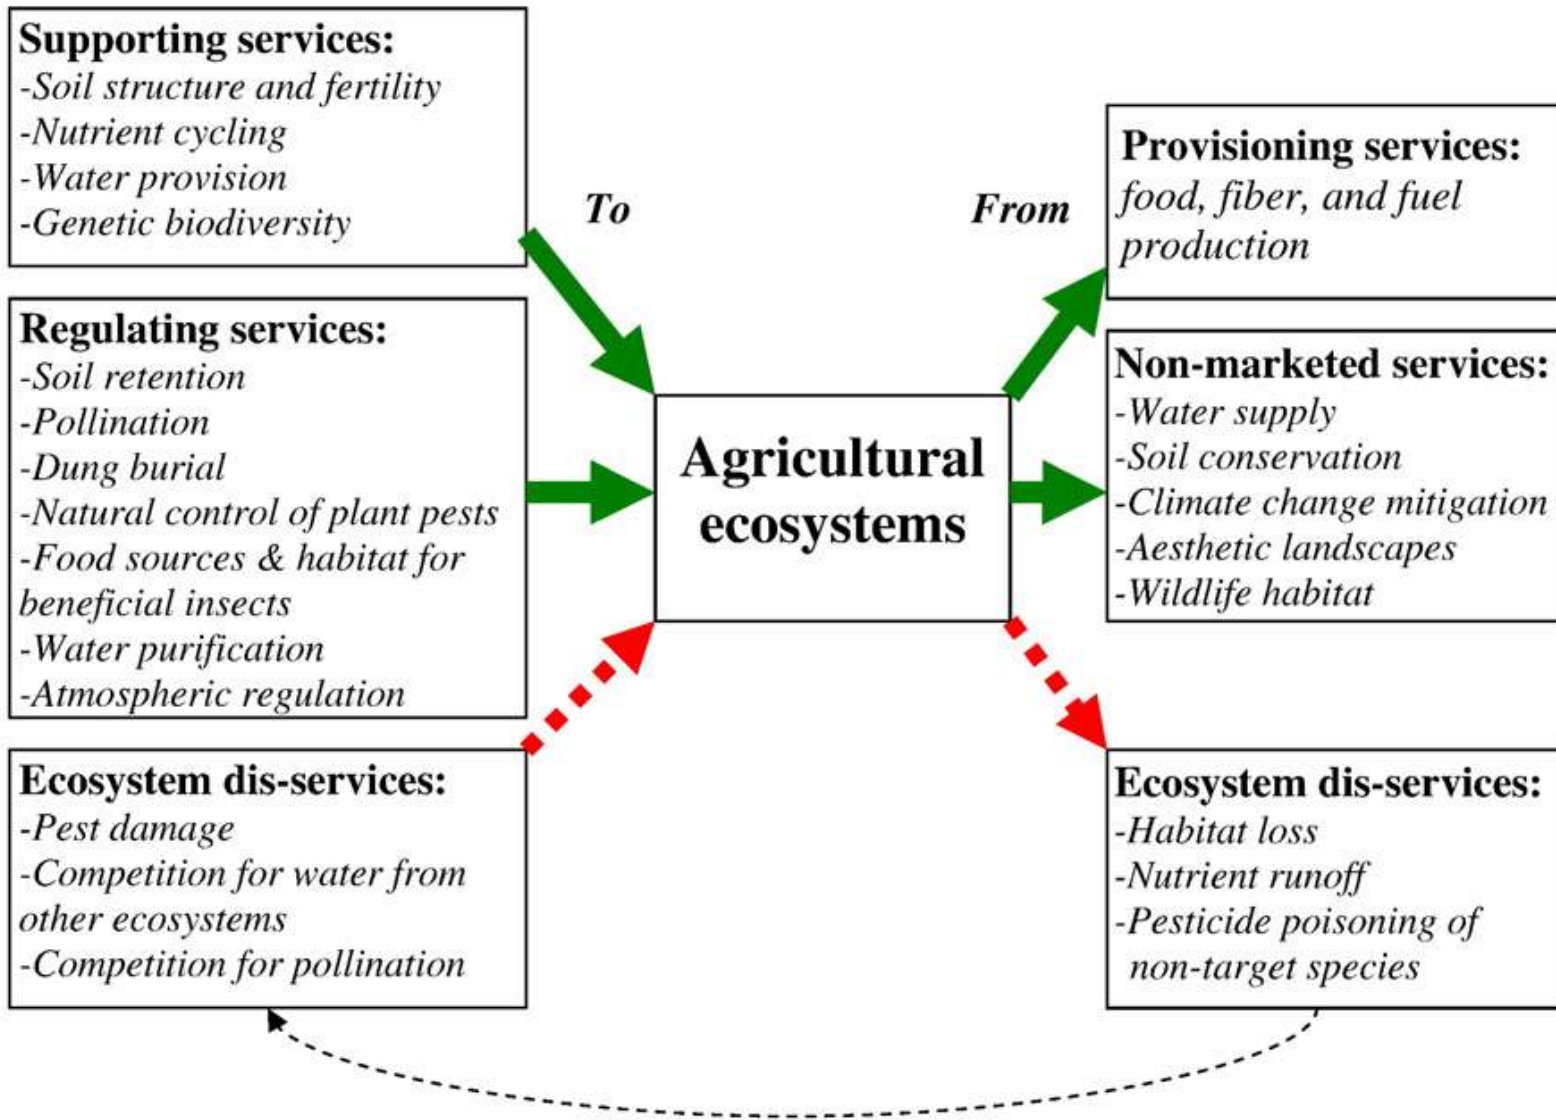 Supporting services:
-Soil structure and fertility
-Nutrient cycling
-Water provision
-Genetic biodiversity
Regulating services:
-Soil retention
-Pollination
-Dung burial
-Natural control of plant pests
-Food sources & habitat for
beneficial insects
-Water purification
-Atmospheric regulation
Ecosystem dis-services:
-Pest damage
-Competition for water from
other ecosystems
-Competition for pollination
To
Agricultural
ecosystems
From
Provisioning services:
food, fiber, and fuel
production
Non-marketed services:
-Water supply
-Soil conservation
-Climate change mitigation
-Aesthetic landscapes
-Wildlife habitat
Ecosystem dis-services:
-Habitat loss
-Nutrient runoff
-Pesticide poisoning of
non-target species